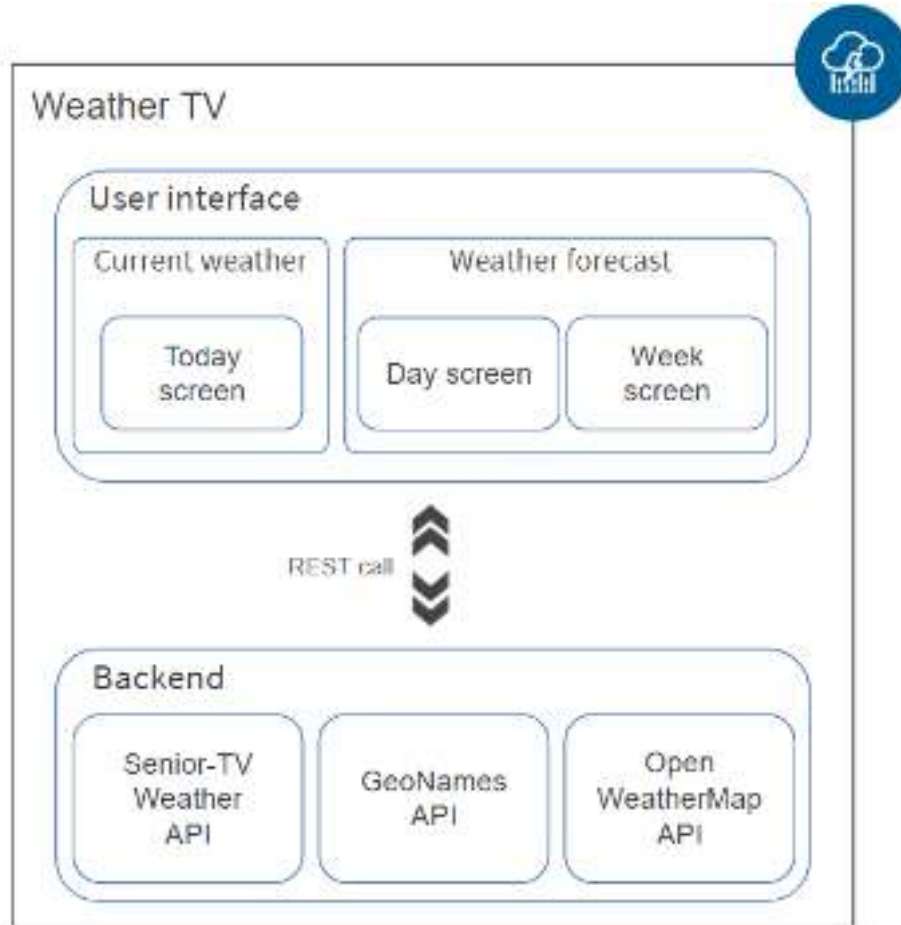 Weather TV
User interface
Current weather
Weather forecast
Today
screen
Day screen
Week
screen
REST call
Backend
Senior-TV
Weather
API
GeoNames
API
Open
WeatherMap
API